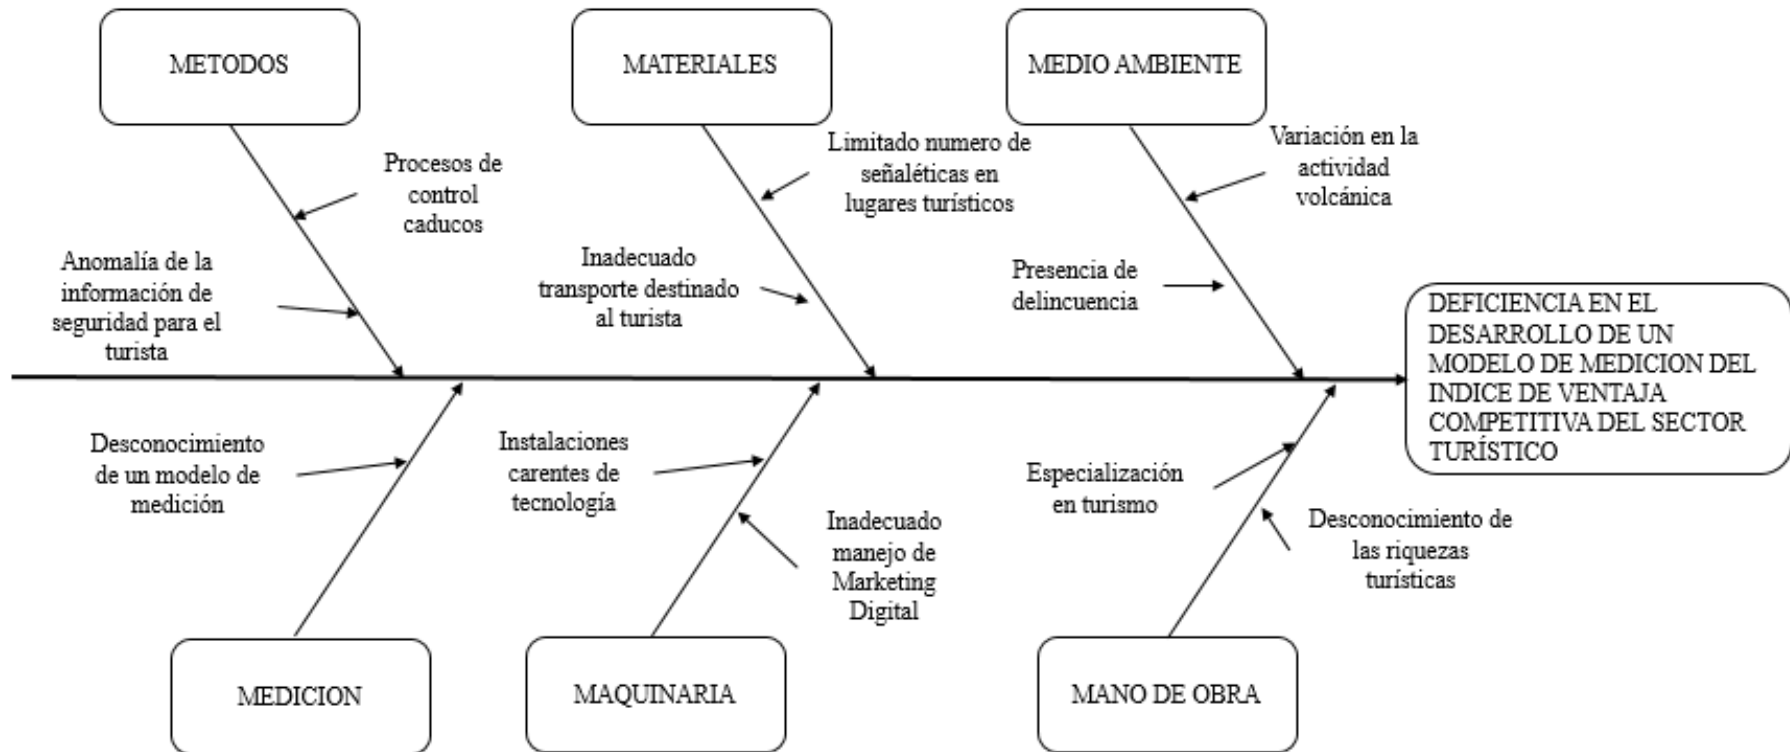 METODOS
MATERIALES
MEDIO AMBIENTE
Procesos de
control
caducos
Anomalía de la
información de
seguridad para el
turista
Limitado numero de
señaléticas en
lugares turísticos
Inadecuado
transporte destinado
al turista
Variación en la
actividad
volcánica
Presencia de
delincuencia
DEFICIENCIA EN EL
DESARROLLO DE UN
MODELO DE MEDICION DEL
INDICE DE VENTAJA
COMPETITIVA DEL SECTOR
TURÍSTICO
Desconocimiento
de un modelo de
medición
Instalaciones
carentes de
tecnología
Inadecuado
manejo de
Marketing
Digital
Especialización
en turismo
Desconocimiento de
las riquezas
turísticas
MEDICION
MAQUINARIA
MANO DE OBRA